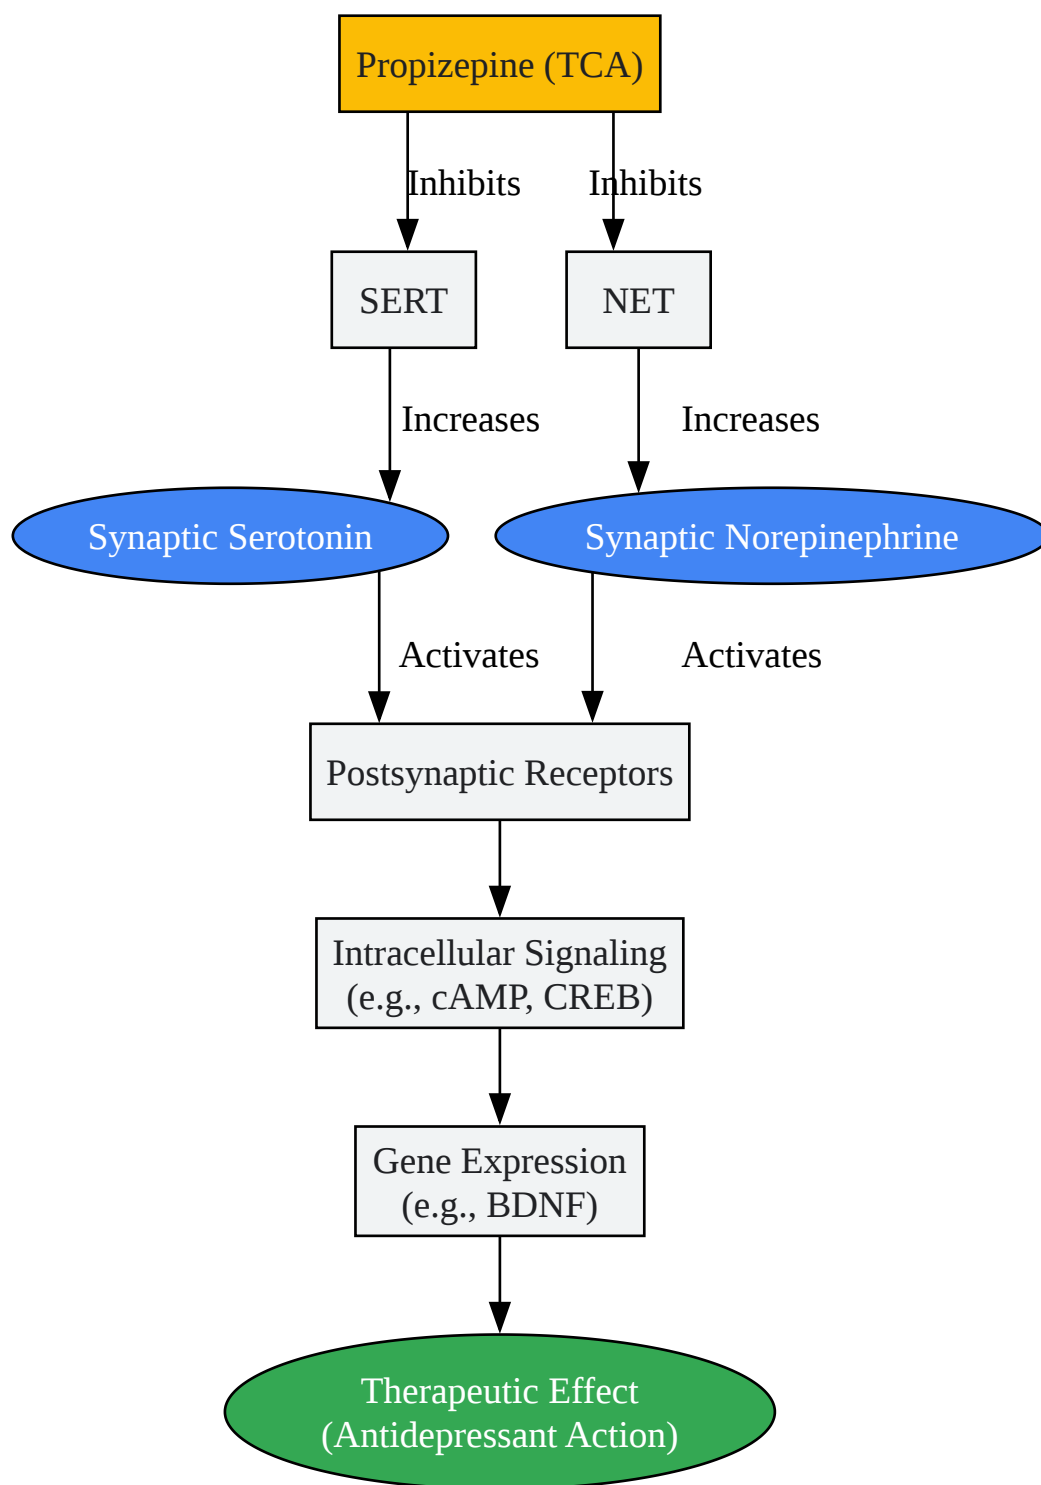 Propizepine (TCA)
Inhibits
Inhibits
SERT
NET
Increases
Increases
Synaptic Serotonin
Synaptic Norepinephrine
Activates
Activates
Postsynaptic Receptors
Intracellular Signaling
(e.g., cAMP, CREB)
Gene Expression
(e.g., BDNF)
Therapeutic Effect
(Antidepressant Action)